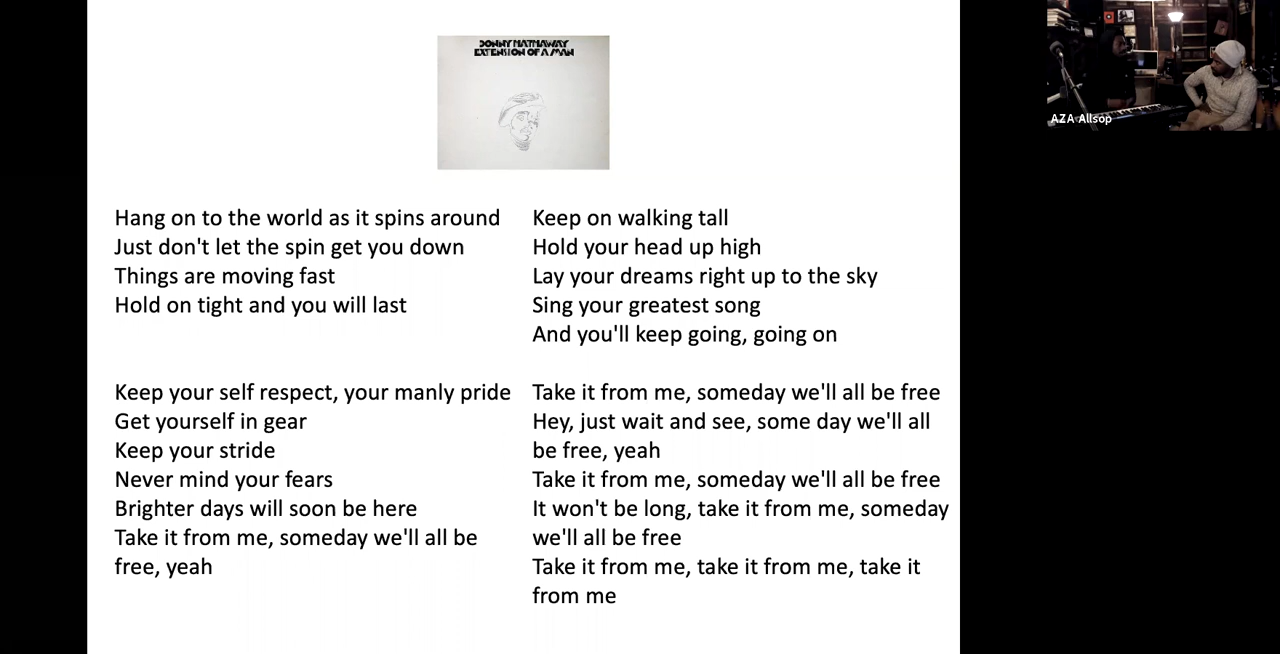 DONNY HATHAWAY
EXTENSION OF A MAN
AZA Allsop
Hang on to the world as it spins around
Just don't let the spin get you down
Things are moving fast
Hold on tight and you will last
Keep your self respect, your manly pride
Get yourself in gear
Keep your stride
Never mind your fears
Brighter days will soon be here
Take it from me, someday we'll all be
free, yeah
Keep on walking tall
Hold your head up high
Lay your dreams right up to the sky
Sing your greatest song
And you'll keep going, going on
Take it from me, someday we'll all be free
Hey, just wait and see, some day we'll all
be free, yeah
Take it from me, someday we'll all be free
It won't be long, take it from me, someday
we'll all be free
Take it from me, take it from me, take it
from me